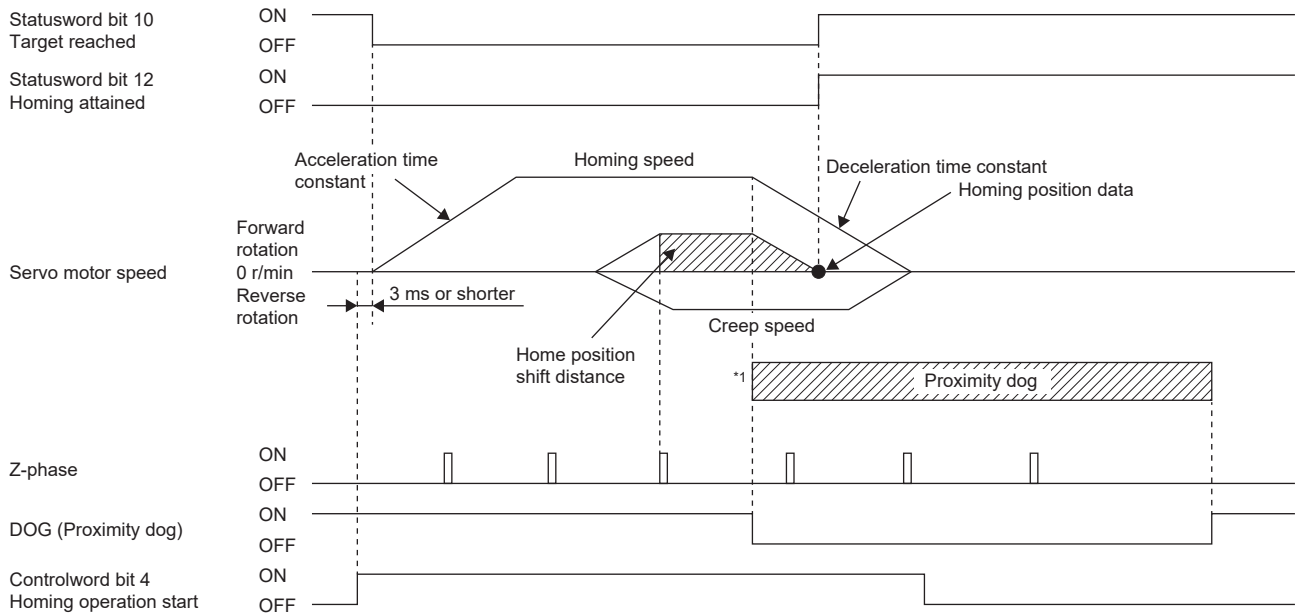 Statusword bit 10
Target reached
ON
OFF
Statusword bit 12
Homing attained
ON
OFF
Acceleration time
constant
Homing speed
Deceleration time constant
Homing position data
Forward
rotation
Servo motor speed
0 r/min
Reverse
rotation
3 ms or shorter
Creep speed
Home position
shift distance
*1
Proximity dog
Z-phase
ON
OFF
DOG (Proximity dog)
ON
OFF
Controlword bit 4
Homing operation start
ON
OFF